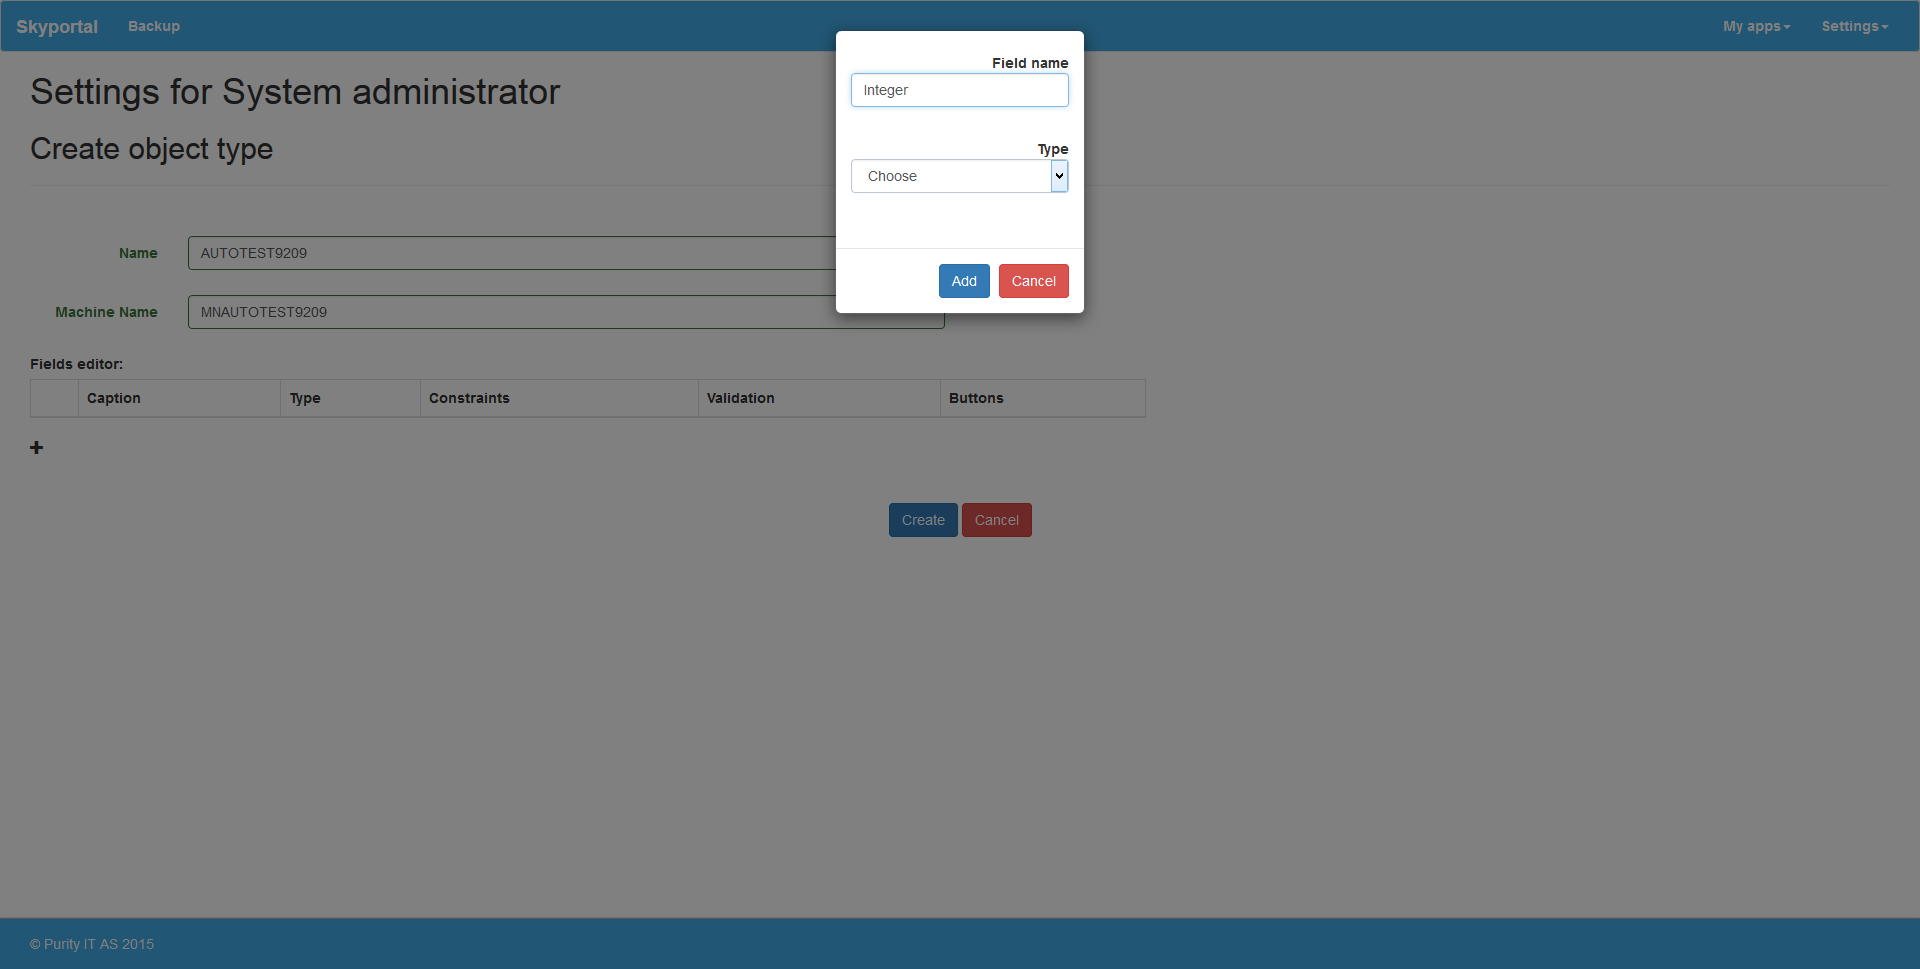 Skyportal Backup My apps Settings
Settings for System administrator
Create object type
Field name
Integer
Type
Choose
Add Cancel
Name AUTOTEST9209
Machine Name MNAUTOTEST9209
Fields editor:
Caption Type Constraints Validation Buttons
Create Cancel
© Purity IT AS 2015